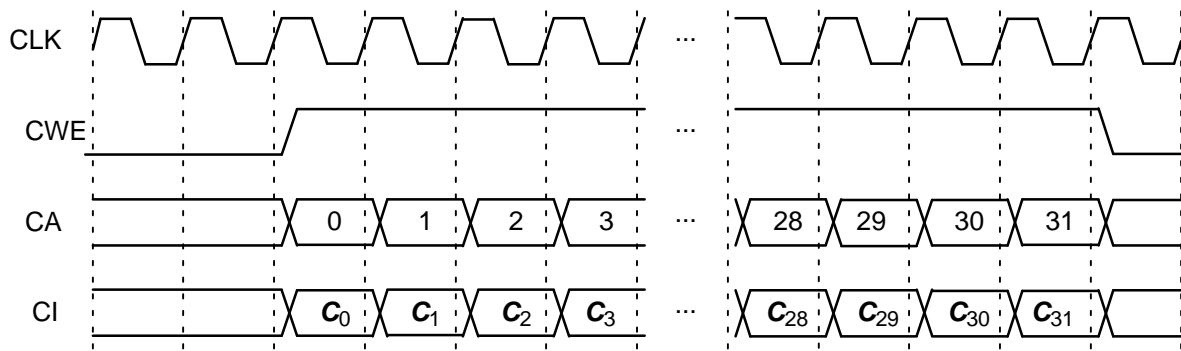 CLK ...
CWE ...
CA 0 1 2 3 ... 28 29 30 31
CI C0 C1 C2 C3 ... C28 C29 C30 C31